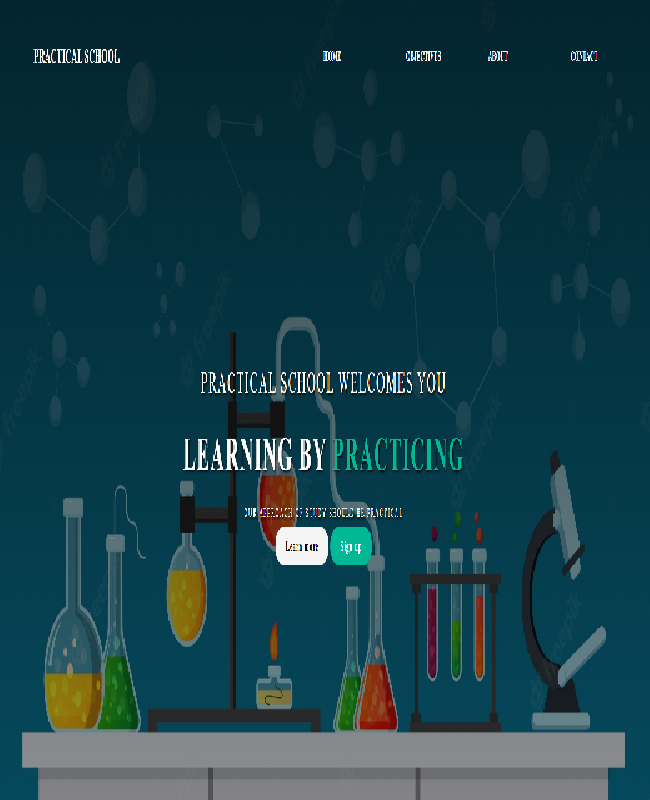 PRACTICAL SCHOOL
HOME
OBJECTIVES
ABOUT
CONTACT
PRACTICAL SCHOOL WELCOMES YOU
LEARNING BY PRACTICING
OUR APPROACH OF STUDY SHOULD BE PRACTICAL
Learn more
Sign up
freepik